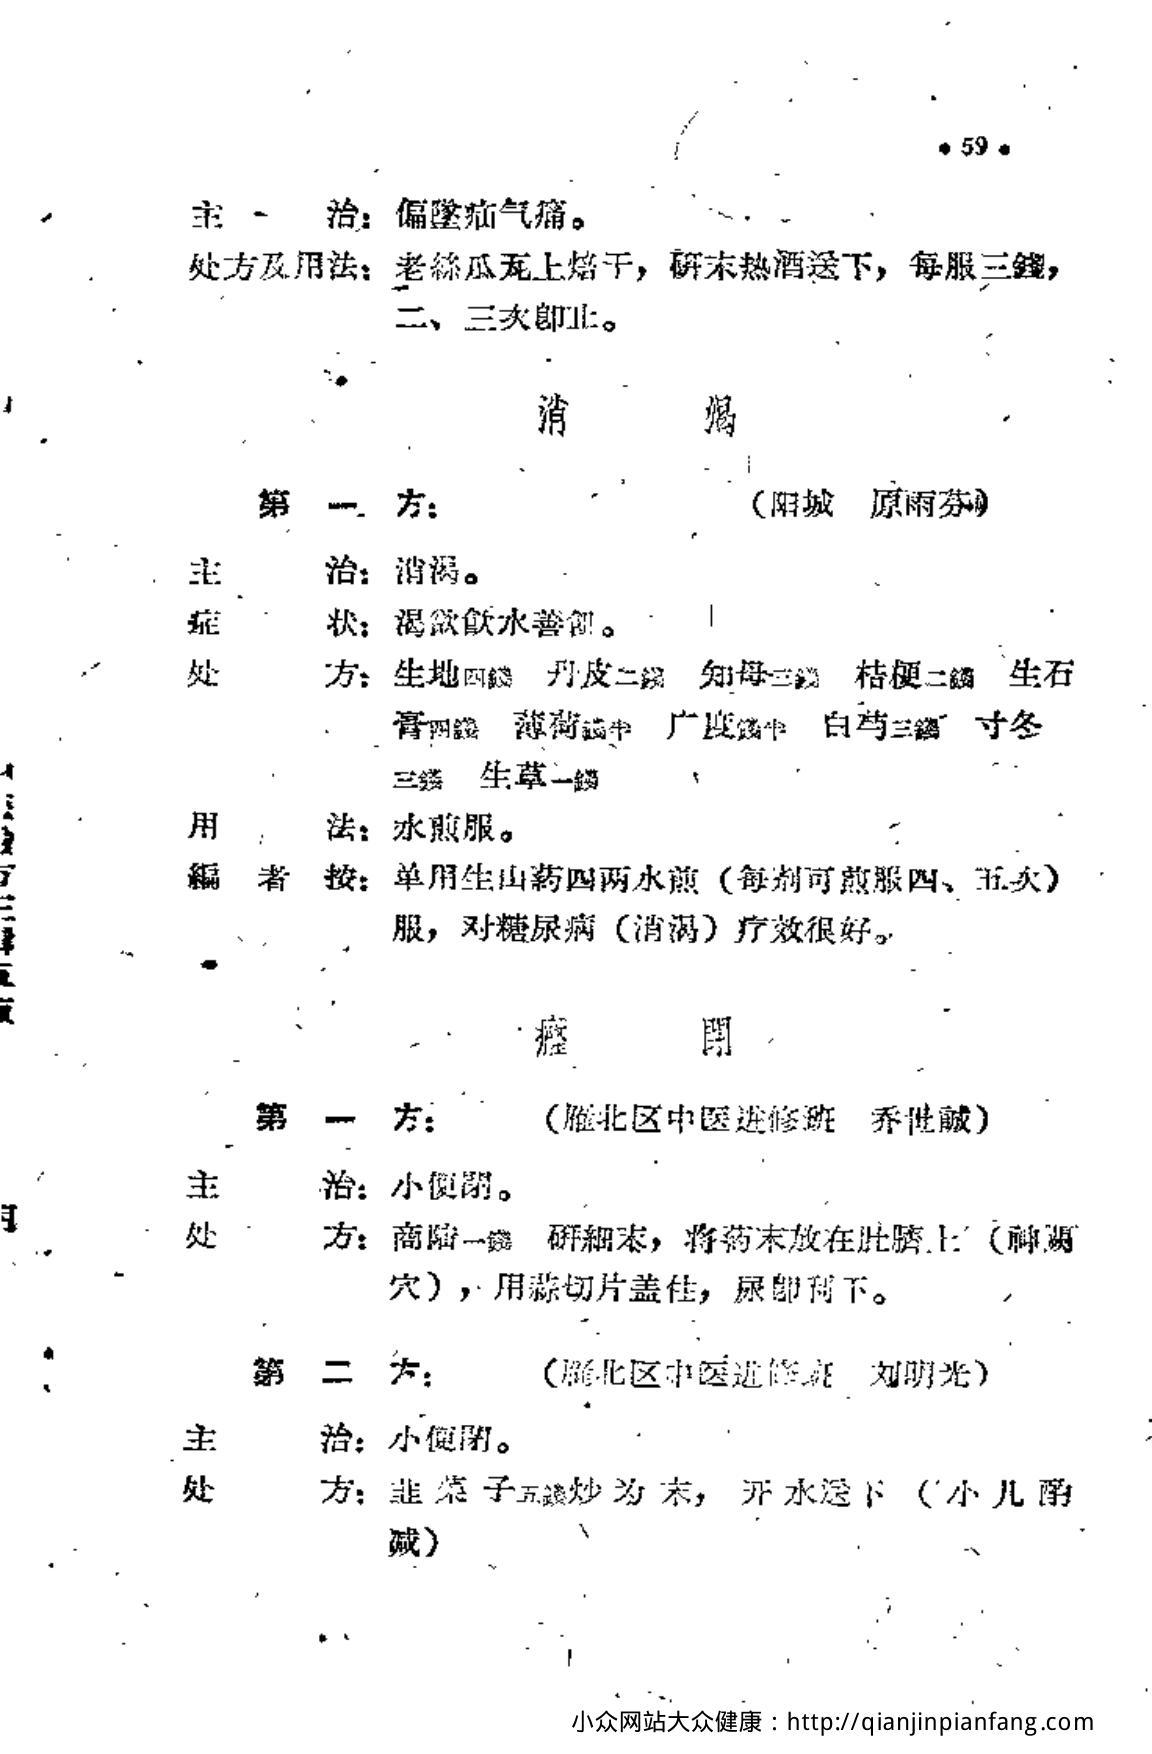 • 59 •
主　治：偏墜疝气痛。
处方及用法：老絲瓜瓦上焙干，研末热酒送下，每服三錢，
二、三次即止。
消　渴
第一方：（阳城　原雨芬）
主　治：消渴。
症　状：渴欲飲水善飢。
处　方：生地四錢　丹皮二錢　知母三錢　桔梗二錢　生石
膏四錢　薄荷錢半　广皮錢半　白芍三錢　寸冬
三錢　生草一錢
用　法：水煎服。
編者按：单用生山药四两水煎（每剂可煎服四、五次）
服，对糖尿病（消渴）疗效很好。
癃　閉
第一方：（雁北区中医进修班　乔世誠）
主　治：小便閉。
处　方：商陆一錢　研細末，将药末放在肚臍上（神闕
穴），用蒜切片盖住，尿即利下。
第二方：（雁北区中医进修班　刘明光）
主　治：小便閉。
处　方：韭菜子五錢炒为末，开水送下（小儿酌
减）
小众网站大众健康：http://qianjinpianfang.com